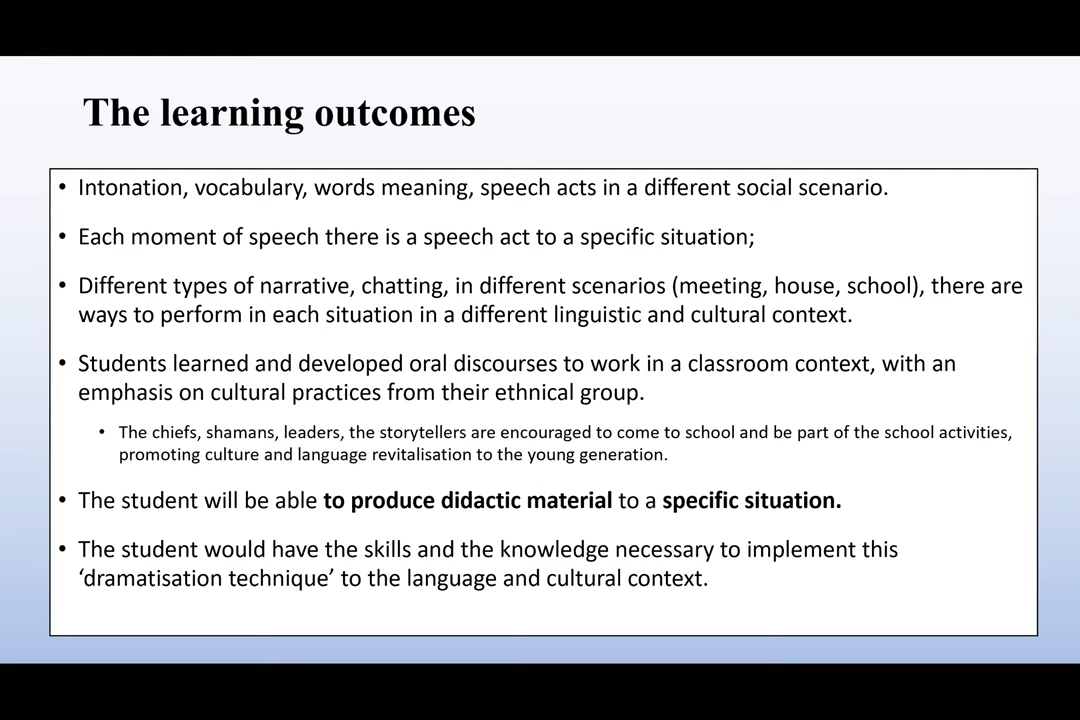 The learning outcomes
• Intonation, vocabulary, words meaning, speech acts in a different social scenario.
• Each moment of speech there is a speech act to a specific situation;
• Different types of narrative, chatting, in different scenarios (meeting, house, school), there are
ways to perform in each situation in a different linguistic and cultural context.
• Students learned and developed oral discourses to work in a classroom context, with an
emphasis on cultural practices from their ethnical group.
• The chiefs, shamans, leaders, the storytellers are encouraged to come to school and be part of the school activities,
promoting culture and language revitalisation to the young generation.
• The student will be able to produce didactic material to a specific situation.
• The student would have the skills and the knowledge necessary to implement this
‘dramatisation technique’ to the language and cultural context.